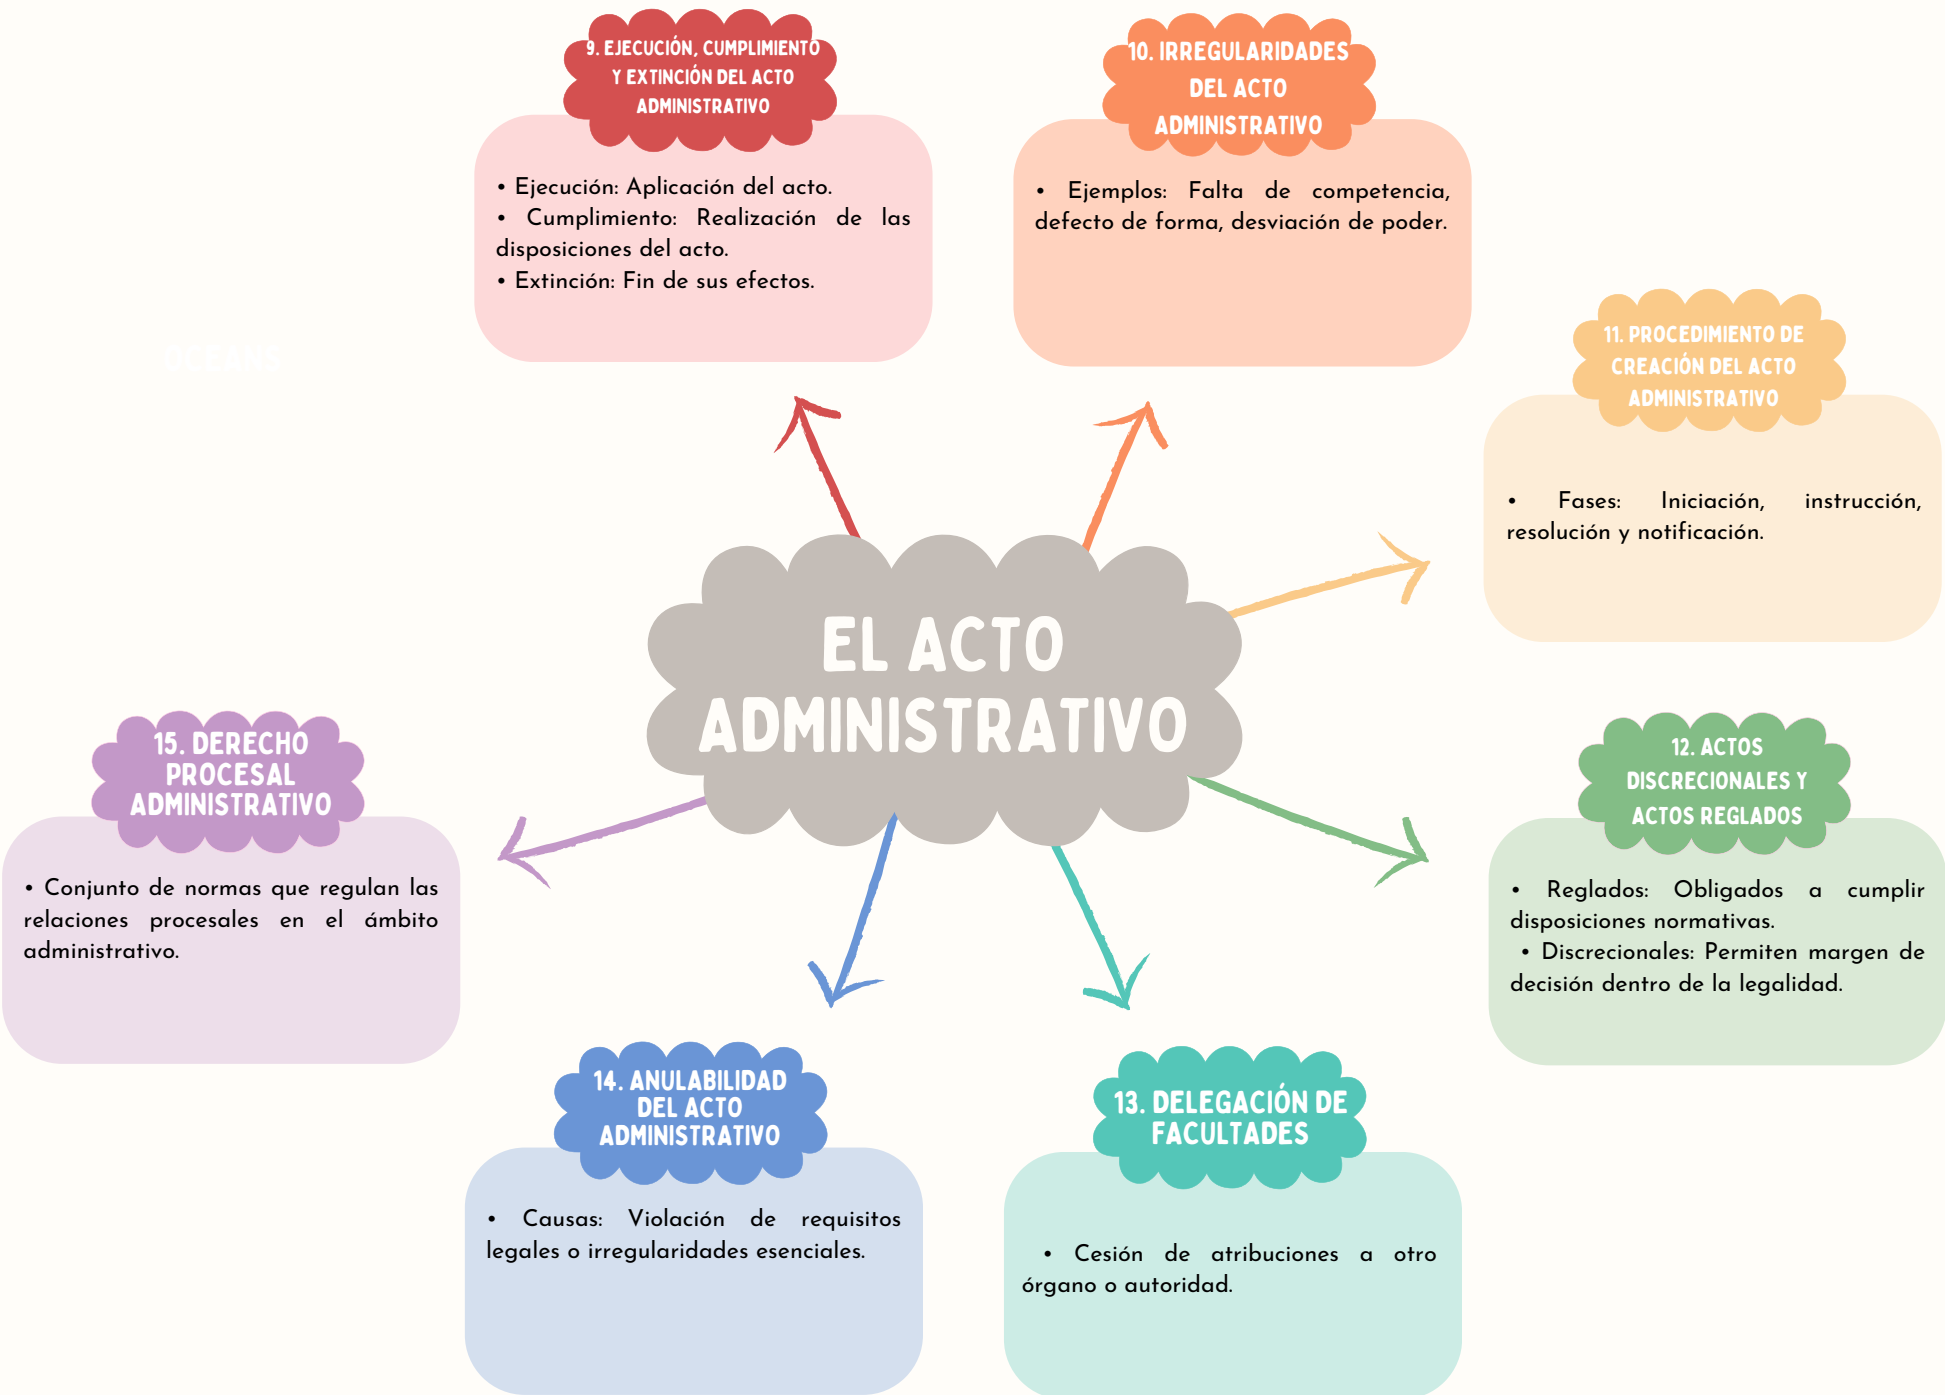 9. EJECUCIÓN, CUMPLIMIENTO
Y EXTINCIÓN DEL ACTO
ADMINISTRATIVO
• Ejecución: Aplicación del acto.
• Cumplimiento: Realización de las
disposiciones del acto.
• Extinción: Fin de sus efectos.
10. IRREGULARIDADES
DEL ACTO
ADMINISTRATIVO
• Ejemplos: Falta de competencia,
defecto de forma, desviación de poder.
OCEANS
11. PROCEDIMIENTO DE
CREACIÓN DEL ACTO
ADMINISTRATIVO
• Fases: Iniciación, instrucción,
resolución y notificación.
EL ACTO
ADMINISTRATIVO
12. ACTOS
DISCRECIONALES Y
ACTOS REGLADOS
• Reglados: Obligados a cumplir
disposiciones normativas.
• Discrecionales: Permiten margen de
decisión dentro de la legalidad.
13. DELEGACIÓN DE
FACULTADES
• Cesión de atribuciones a otro
órgano o autoridad.
14. ANULABILIDAD
DEL ACTO
ADMINISTRATIVO
• Causas: Violación de requisitos
legales o irregularidades esenciales.
15. DERECHO
PROCESAL
ADMINISTRATIVO
• Conjunto de normas que regulan las
relaciones procesales en el ámbito
administrativo.